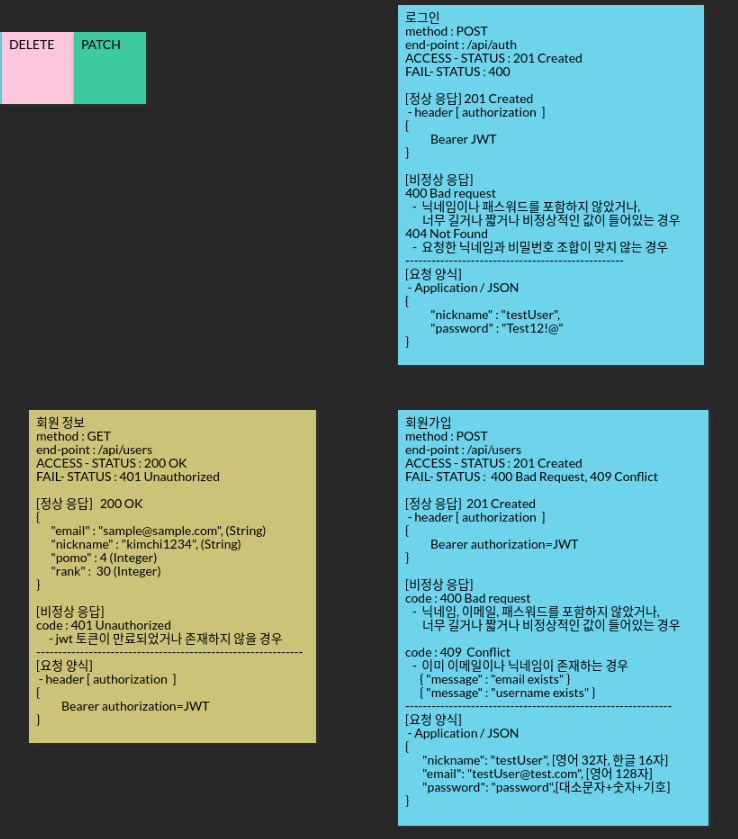 DELETE
PATCH
로그인
method : POST
end-point : /api/auth
ACCESS - STATUS : 201 Created
FAIL- STATUS : 400
[정상 응답] 201 Created
- header [ authorization ]
{
Bearer JWT
}
[비정상 응답]
400 Bad request
- 닉네임이나 패스워드를 포함하지 않았거나,
너무 길거나 짧거나 비정상적인 값이 들어있는 경우
404 Not Found
- 요청한 닉네임과 비밀번호 조합이 맞지 않는 경우
---------------------------------------------------
[요청 양식]
- Application / JSON
{
"nickname" : "testUser",
"password" : "Test12!@"
}
회원 정보
method : GET
end-point : /api/users
ACCESS - STATUS : 200 OK
FAIL- STATUS : 401 Unauthorized
[정상 응답] 200 OK
{
"email" : "sample@sample.com", (String)
"nickname" : "kimchi1234", (String)
"pomo" : 4 (Integer)
"rank" : 30 (Integer)
}
[비정상 응답]
code : 401 Unauthorized
- jwt 토큰이 만료되었거나 존재하지 않을 경우
--------------------------------------------------------------
[요청 양식]
- header [ authorization ]
{
Bearer authorization=JWT
}
회원가입
method : POST
end-point : /api/users
ACCESS - STATUS : 201 Created
FAIL- STATUS : 400 Bad Request, 409 Conflict
[정상 응답] 201 Created
- header [ authorization ]
{
Bearer authorization=JWT
}
[비정상 응답]
code : 400 Bad request
- 닉네임, 이메일, 패스워드를 포함하지 않았거나,
너무 길거나 짧거나 비정상적인 값이 들어있는 경우
code : 409 Conflict
- 이미 이메일이나 닉네임이 존재하는 경우
{ "message" : "email exists" }
{ "message" : "username exists" }
--------------------------------------------------------------
[요청 양식]
- Application / JSON
{
"nickname": "testUser", [영어 32자, 한글 16자]
"email": "testUser@test.com", [영어 128자]
"password": "password",[대소문자+숫자+기호]
}